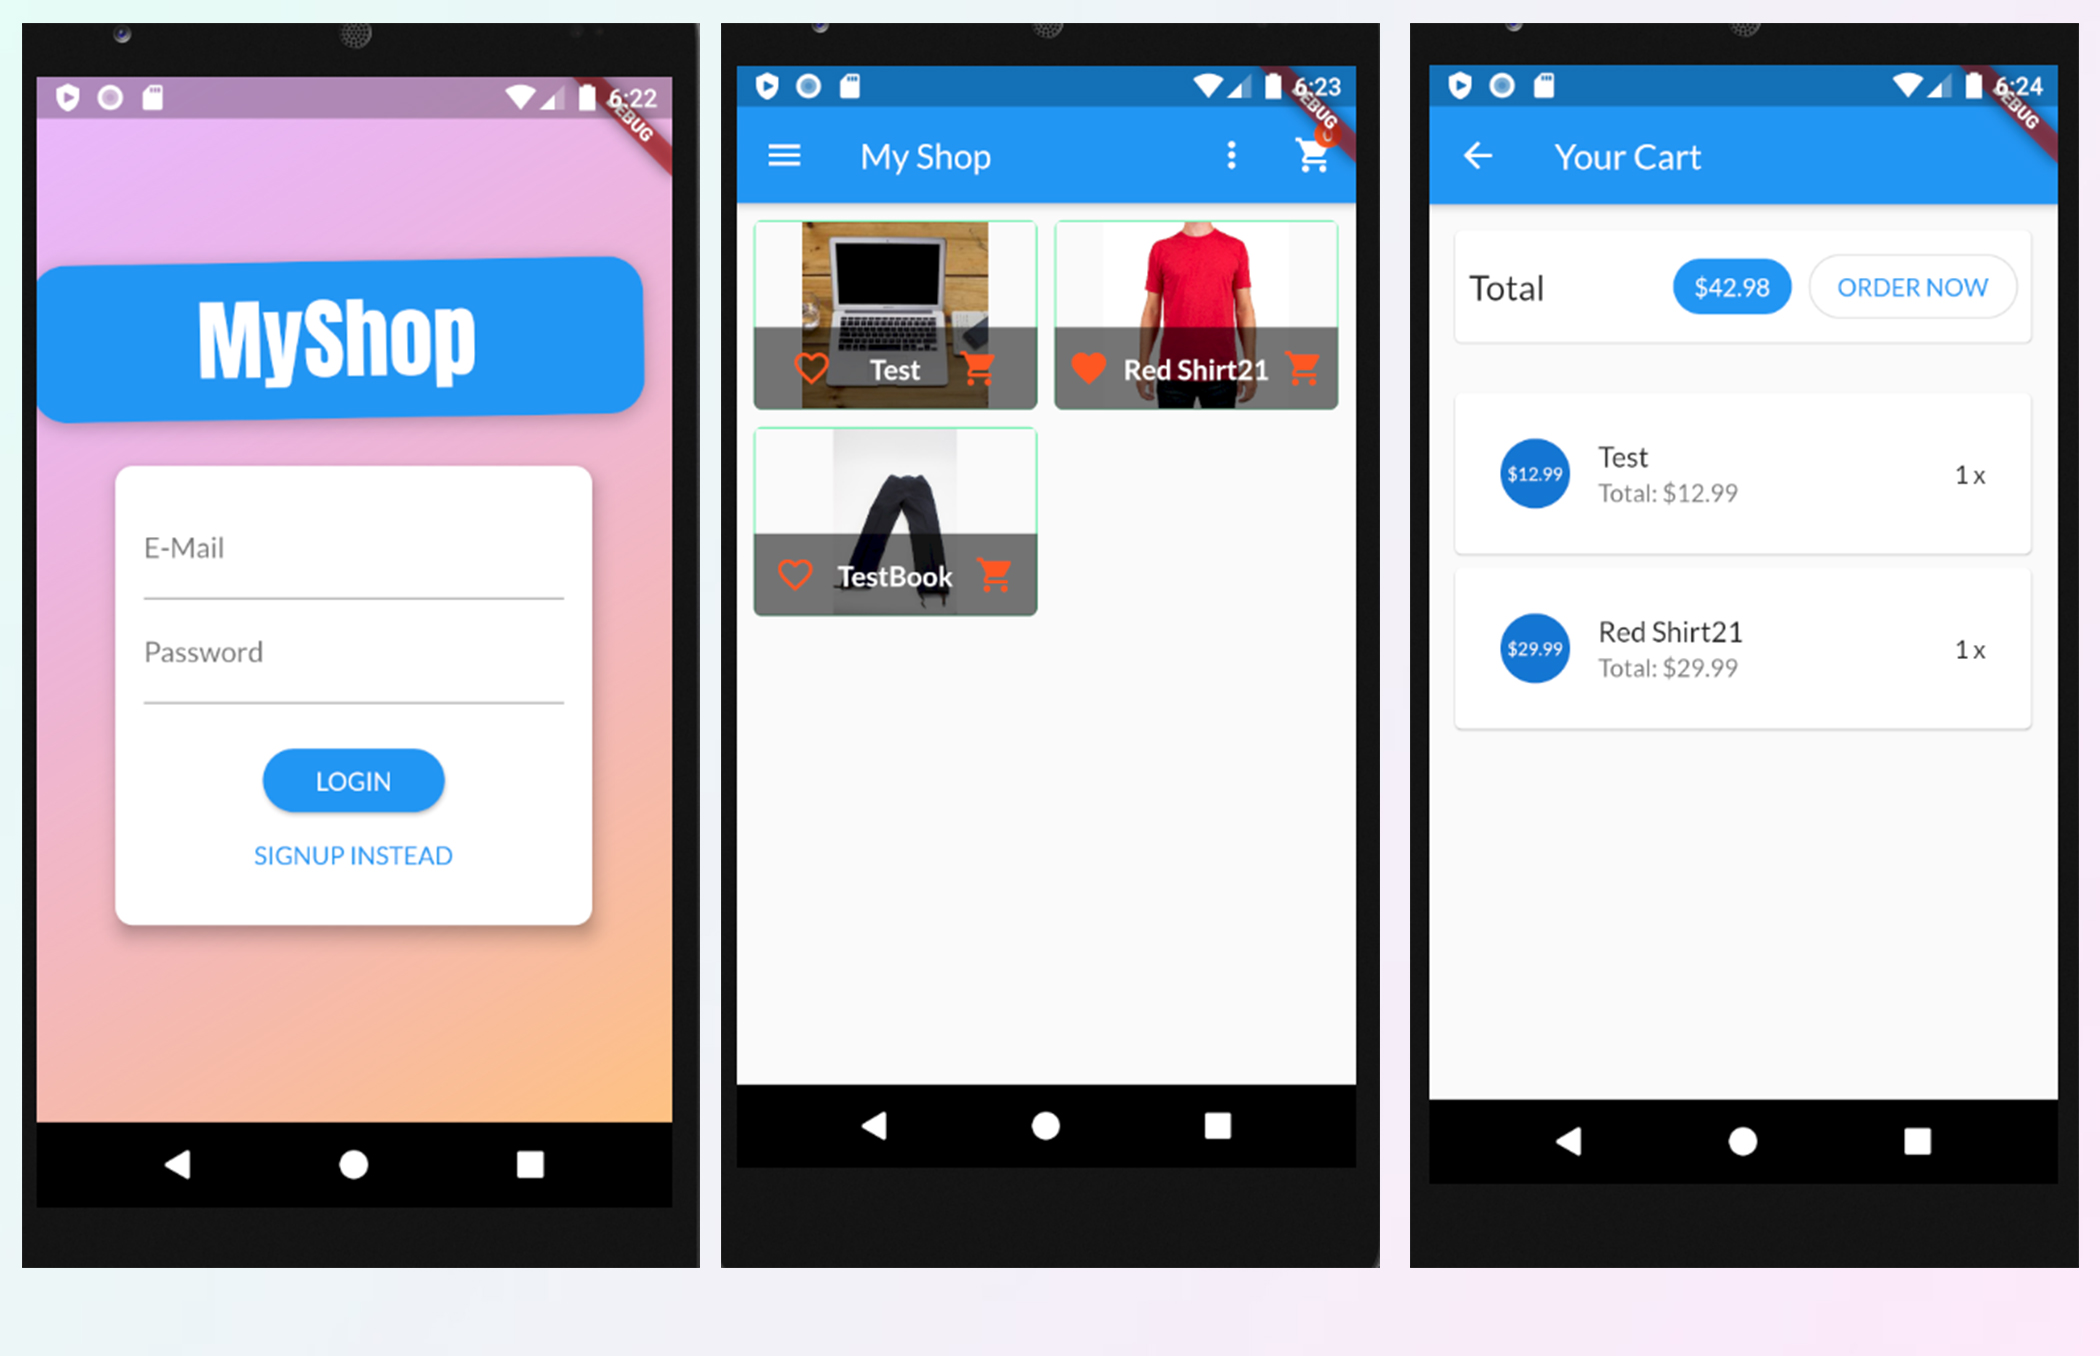 6:22
DEBUG
MyShop
E-Mail
Password
LOGIN
SIGNUP INSTEAD
6:23
DEBUG
My Shop
Test
Red Shirt21
TestBook
6:24
DEBUG
Your Cart
Total
$42.98
ORDER NOW
$12.99
Test
Total: $12.99
1 x
$29.99
Red Shirt21
Total: $29.99
1 x